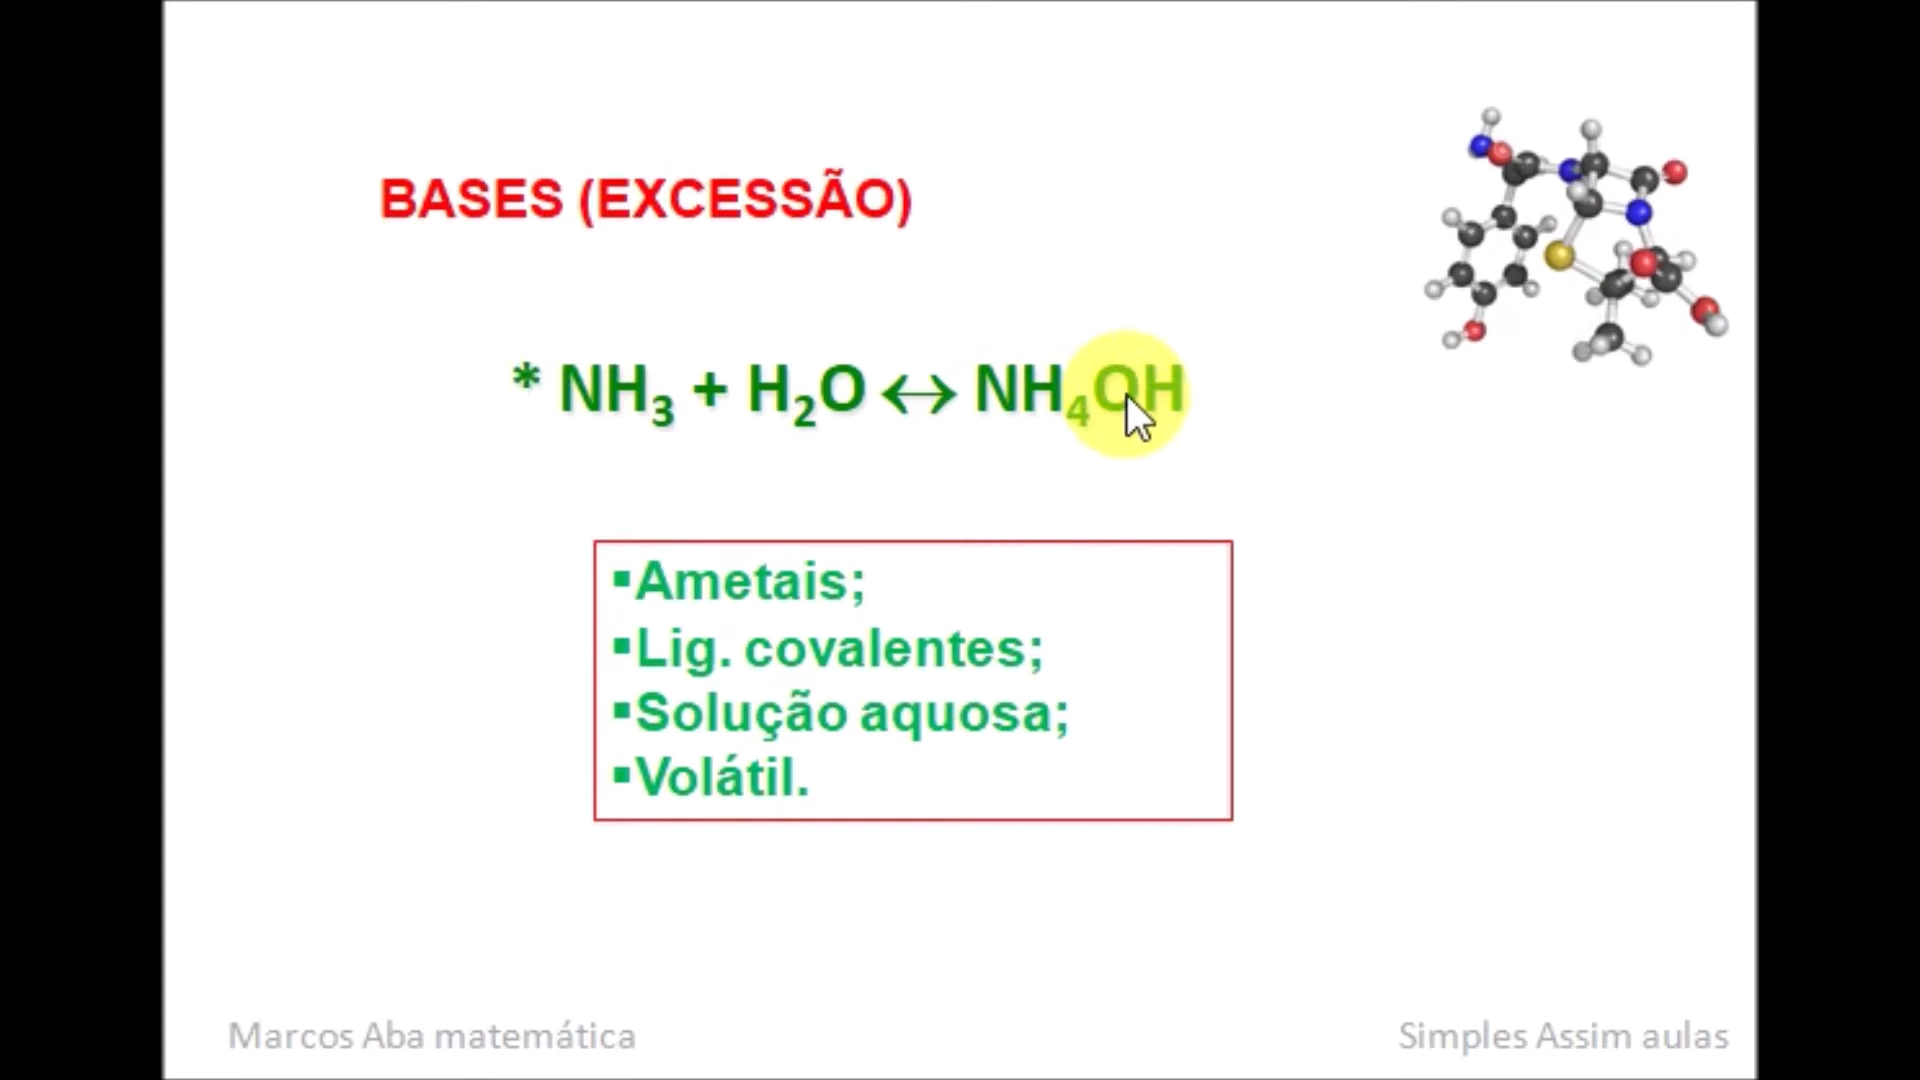 BASES (EXCESSÃO)
* NH₃ + H₂O ↔ NH₄OH
▪Ametais;
▪Lig. covalentes;
▪Solução aquosa;
▪Volátil.
Marcos Aba matemática
Simples Assim aulas